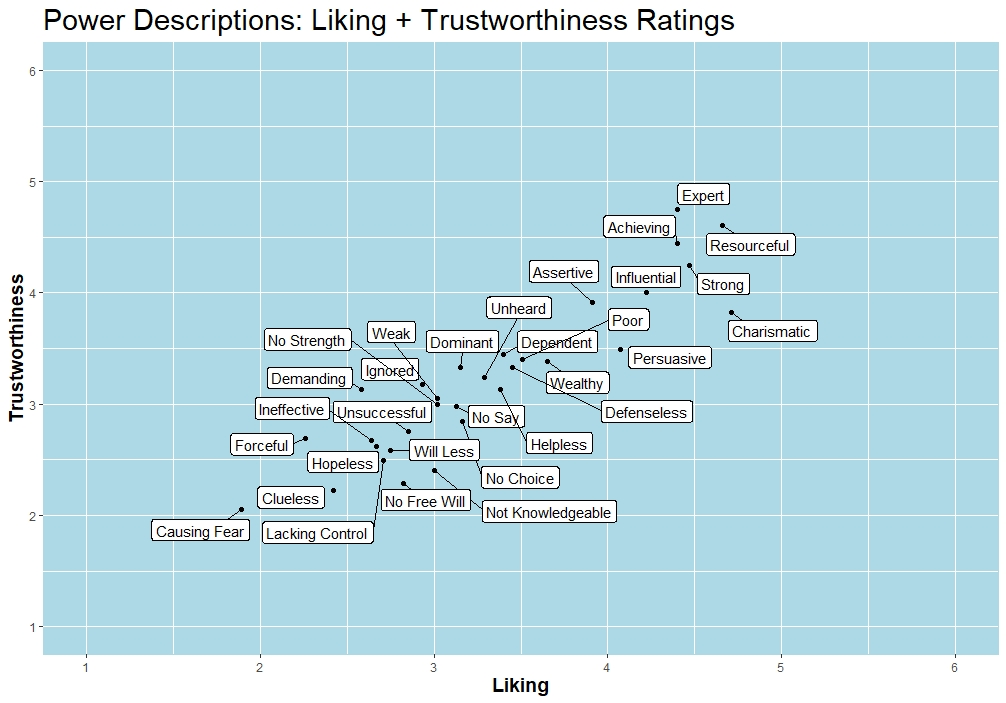 Power Descriptions: Liking + Trustworthiness Ratings
6
5
4
3
2
1
Trustworthiness
Expert
Achieving
Resourceful
Assertive
Influential
Strong
Unheard
Poor
Charismatic
No Strength
Weak
Dominant
Dependent
Persuasive
Demanding
Ignored
Wealthy
Ineffective
Unsuccessful
No Say
Defenseless
Forceful
Will Less
Helpless
Hopeless
No Choice
Clueless
No Free Will
Not Knowledgeable
Causing Fear
Lacking Control
1
2
3
4
5
6
Liking